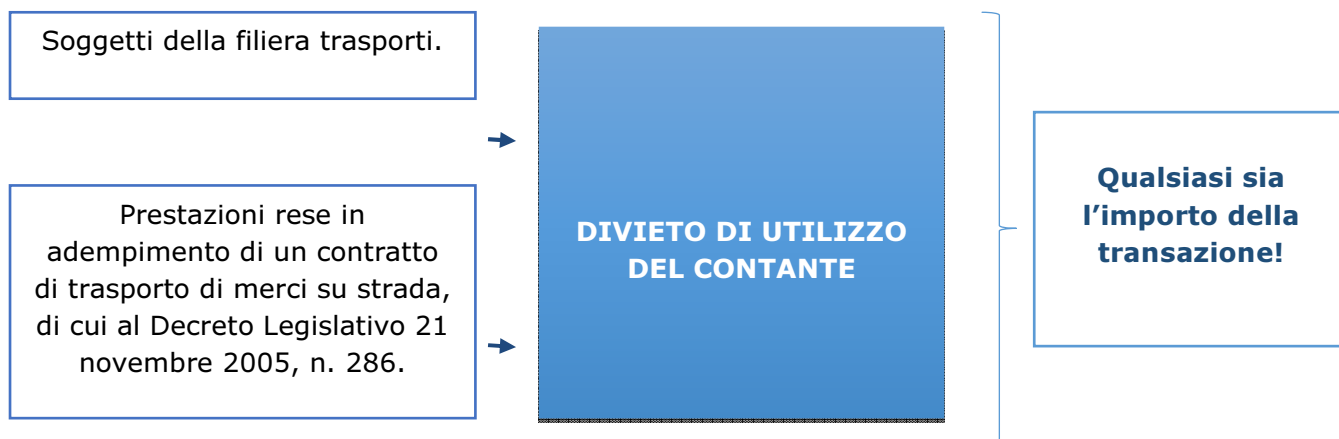 Soggetti della filiera trasporti.
Prestazioni rese in
adempimento di un contratto
di trasporto di merci su strada,
di cui al Decreto Legislativo 21
novembre 2005, n. 286.
DIVIETO DI UTILIZZO
DEL CONTANTE
Qualsiasi sia
l’importo della
transazione!